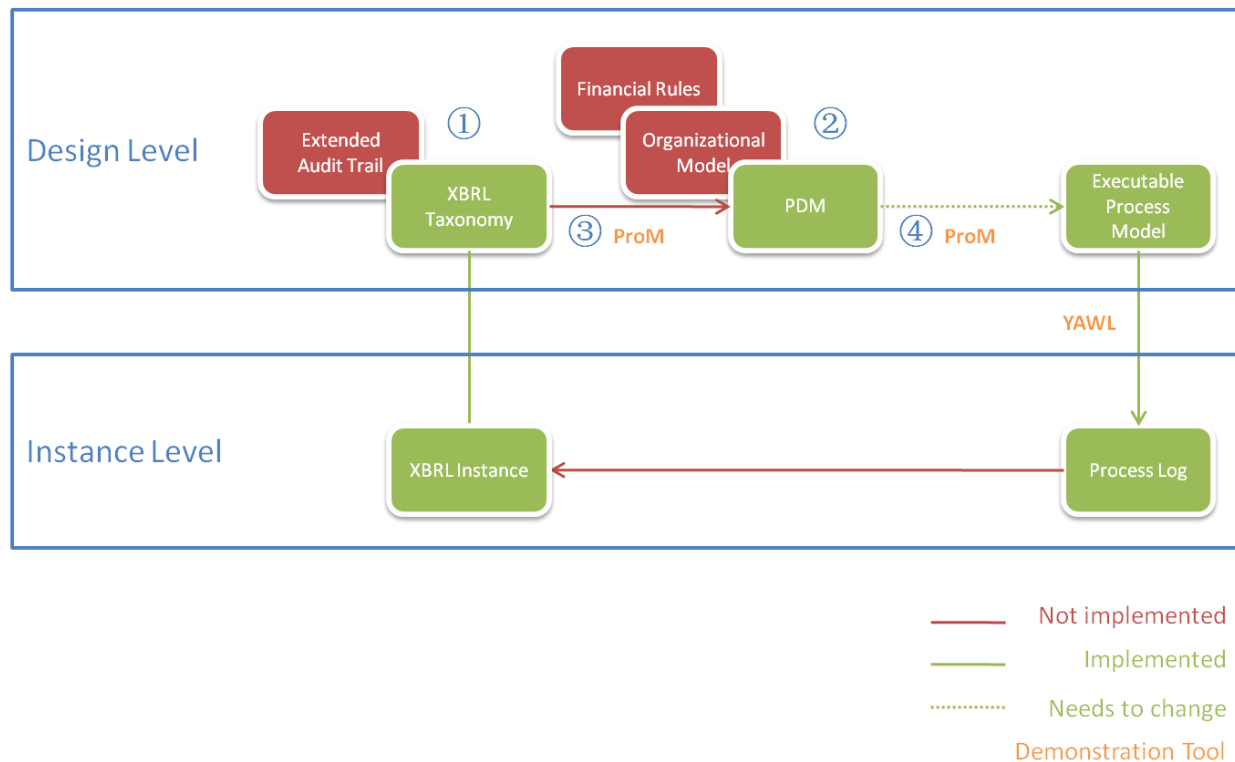 Financial Rules
Design Level
Extended
Audit Trail
①
Organizational
Model
②
XBRL
Taxonomy
③ ProM
PDM
④ ProM
Executable
Process
Model
YAWL
Instance Level
XBRL Instance
Process Log
Not implemented
Implemented
Needs to change
Demonstration Tool